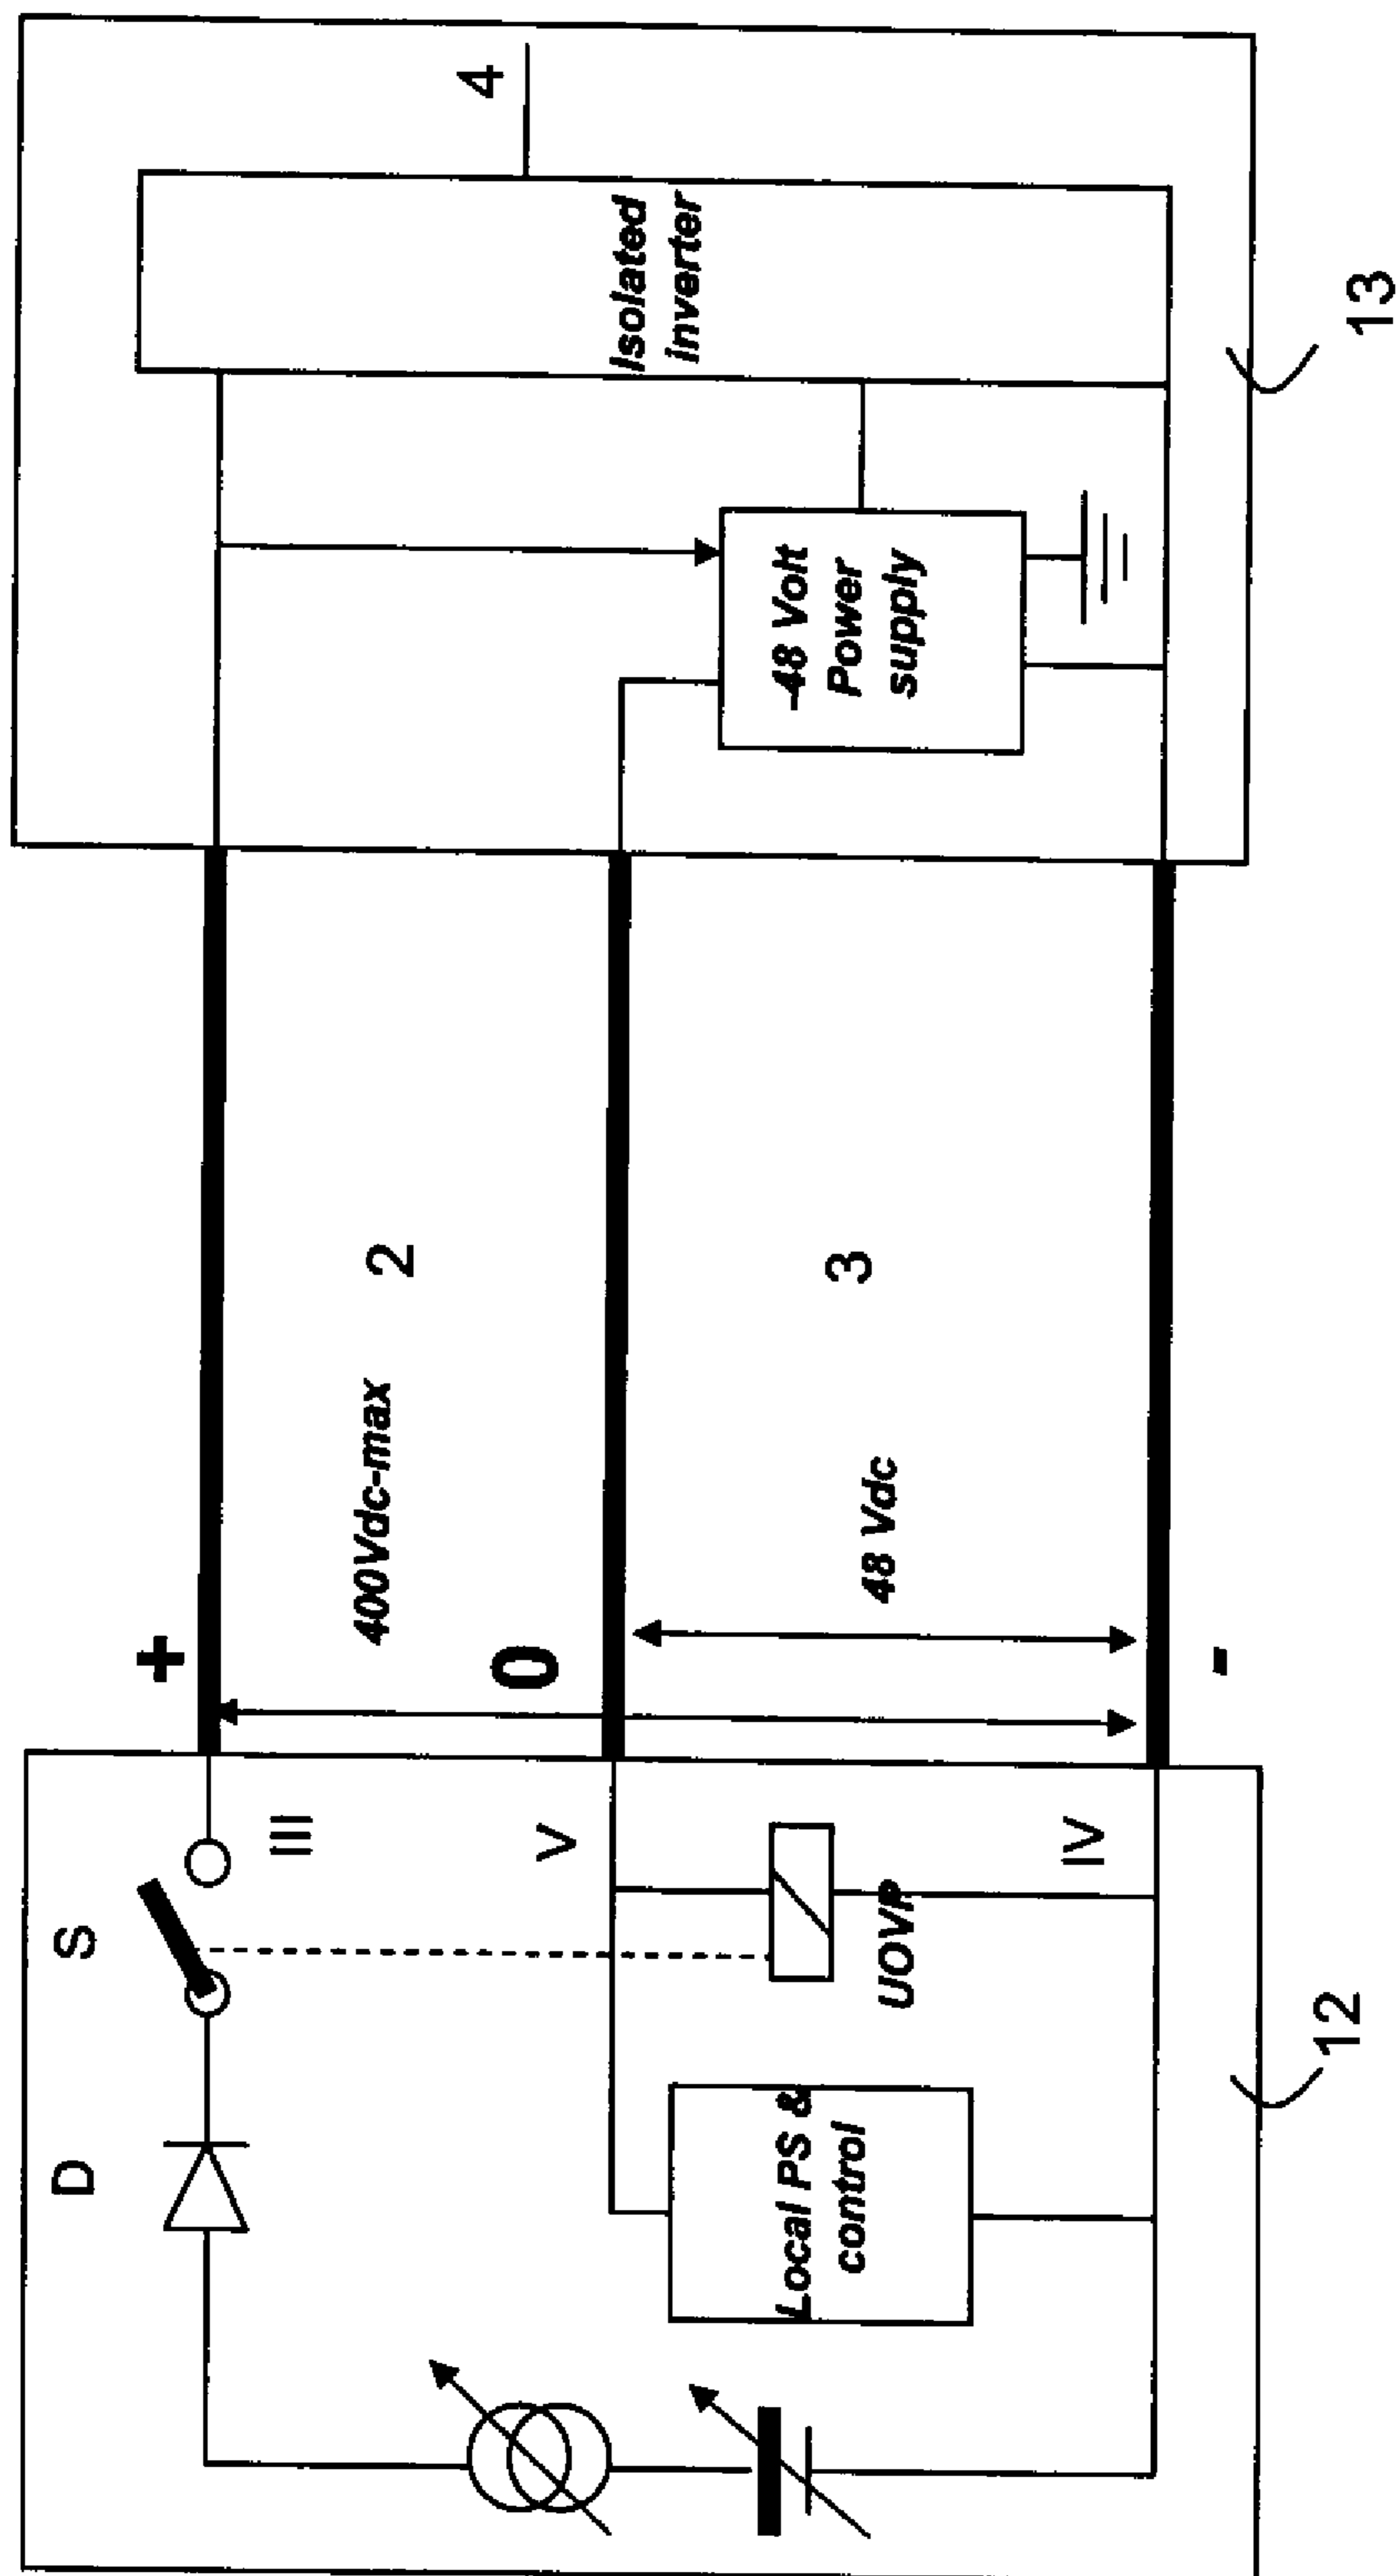 D
S
+
III
400Vdc-max
2
0
V
48 Vdc
3
-
IV
UOVP
Local PS &
control
12
-48 Volt
Power
supply
Isolated
inverter
4
13